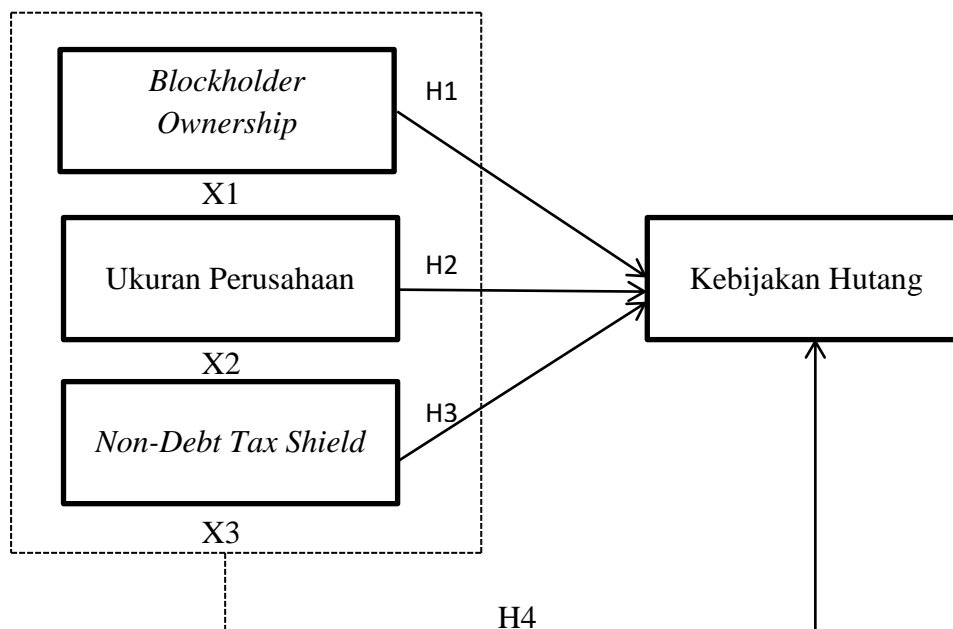 Blockholder
Ownership
X1
H1
Ukuran Perusahaan
X2
H2
Non-Debt Tax Shield
X3
H3
Kebijakan Hutang
H4